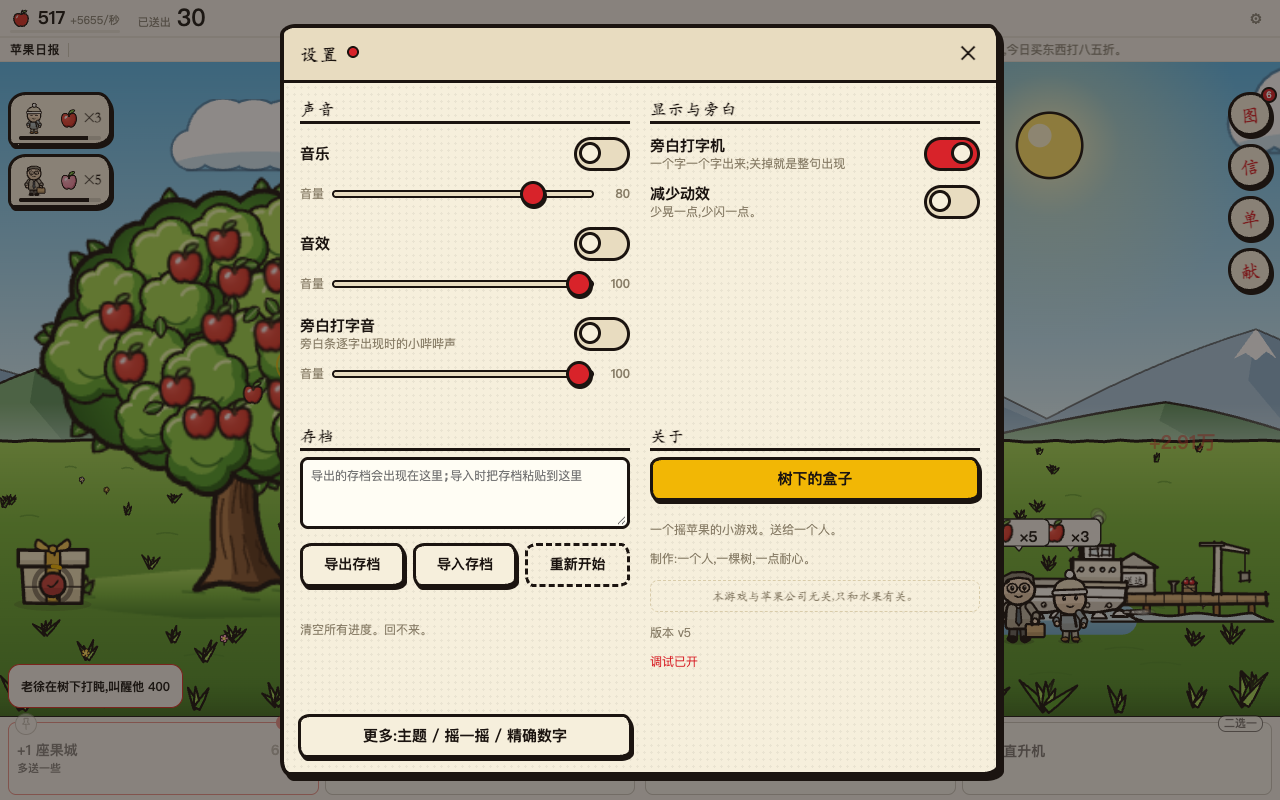 517 +5655/秒 已送出 30
苹果日报
今日买东西打八五折。
×3
×5
设置
声音
音乐
音量 80
音效
音量 100
旁白打字音
旁白条逐字出现时的小哔哔声
音量 100
显示与旁白
旁白打字机
一个字一个字出来;关掉就是整句出现
减少动效
少晃一点,少闪一点。
存档
导出的存档会出现在这里;导入时把存档粘贴到这里
导出存档 导入存档 重新开始
清空所有进度。回不来。
更多:主题 / 摇一摇 / 精确数字
关于
树下的盒子
一个摇苹果的小游戏。送给一个人。
制作:一个人,一棵树,一点耐心。
本游戏与苹果公司无关,只和水果有关。
版本 v5
调试已开
6
图
信
单
献
+2.91万
×5 ×3
老徐在树下打盹,叫醒他 400
+1 座果城 6
多送一些
二选一
直升机